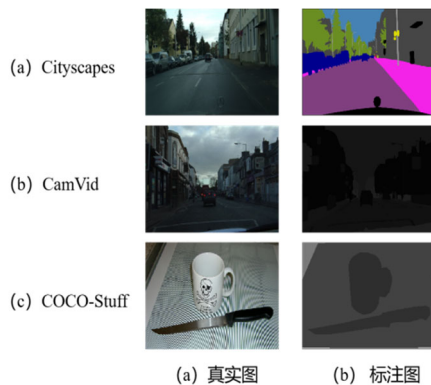 (a) Cityscapes
(b) CamVid
(c) COCO-Stuff
(a) 真实图
(b) 标注图